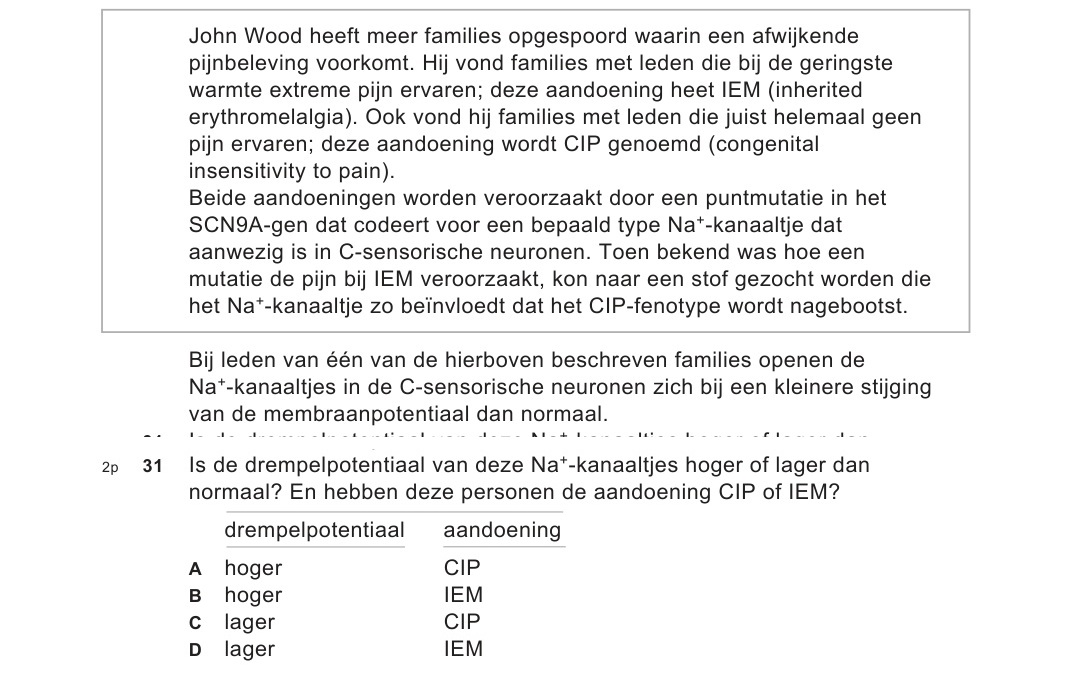 John Wood heeft meer families opgespoord waarin een afwijkende
pijnbeleving voorkomt. Hij vond families met leden die bij de geringste
warmte extreme pijn ervaren; deze aandoening heet IEM (inherited
erythromelalgia). Ook vond hij families met leden die juist helemaal geen
pijn ervaren; deze aandoening wordt CIP genoemd (congenital
insensitivity to pain).
Beide aandoeningen worden veroorzaakt door een puntmutatie in het
SCN9A-gen dat codeert voor een bepaald type Na⁺-kanaaltje dat
aanwezig is in C-sensorische neuronen. Toen bekend was hoe een
mutatie de pijn bij IEM veroorzaakt, kon naar een stof gezocht worden die
het Na⁺-kanaaltje zo beïnvloedt dat het CIP-fenotype wordt nagebootst.
Bij leden van één van de hierboven beschreven families openen de
Na⁺-kanaaltjes in de C-sensorische neuronen zich bij een kleinere stijging
van de membraanpotentiaal dan normaal.
2p 31 Is de drempelpotentiaal van deze Na⁺-kanaaltjes hoger of lager dan
normaal? En hebben deze personen de aandoening CIP of IEM?
drempelpotentiaal aandoening
A hoger CIP
B hoger IEM
C lager CIP
D lager IEM